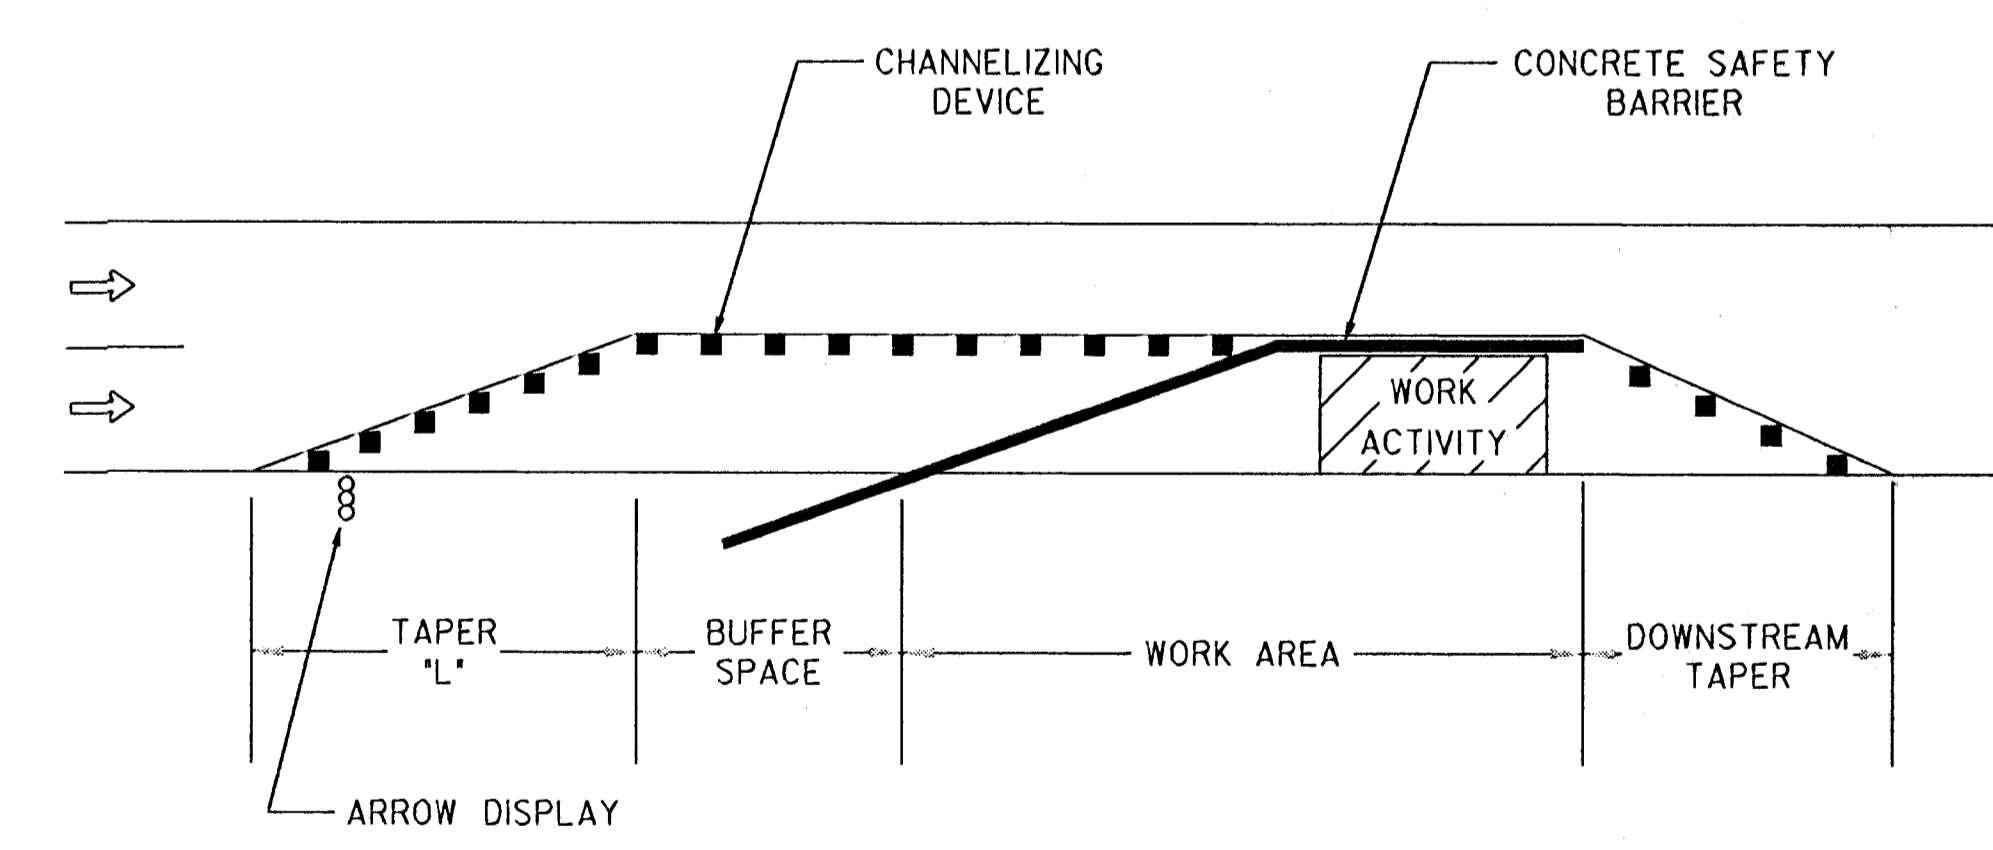 CHANNELIZING
DEVICE
CONCRETE SAFETY
BARRIER
WORK
ACTIVITY
TAPER
"L"
BUFFER
SPACE
WORK AREA
DOWNSTREAM
TAPER
ARROW DISPLAY